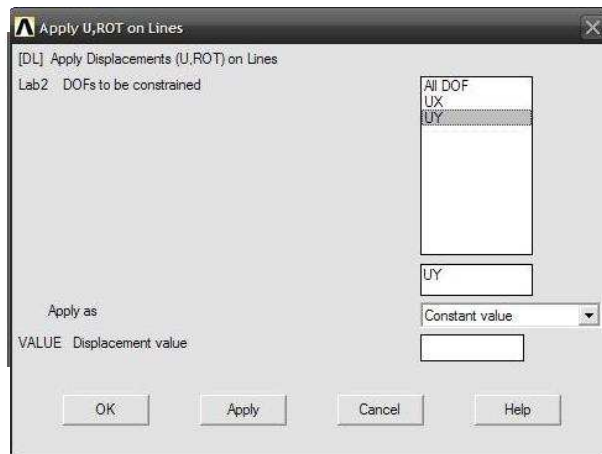 Apply U,ROT on Lines
[DL] Apply Displacements (U,ROT) on Lines
Lab2 DOFs to be constrained
All DOF
UX
UY
UY
Apply as Constant value
VALUE Displacement value
OK Apply Cancel Help